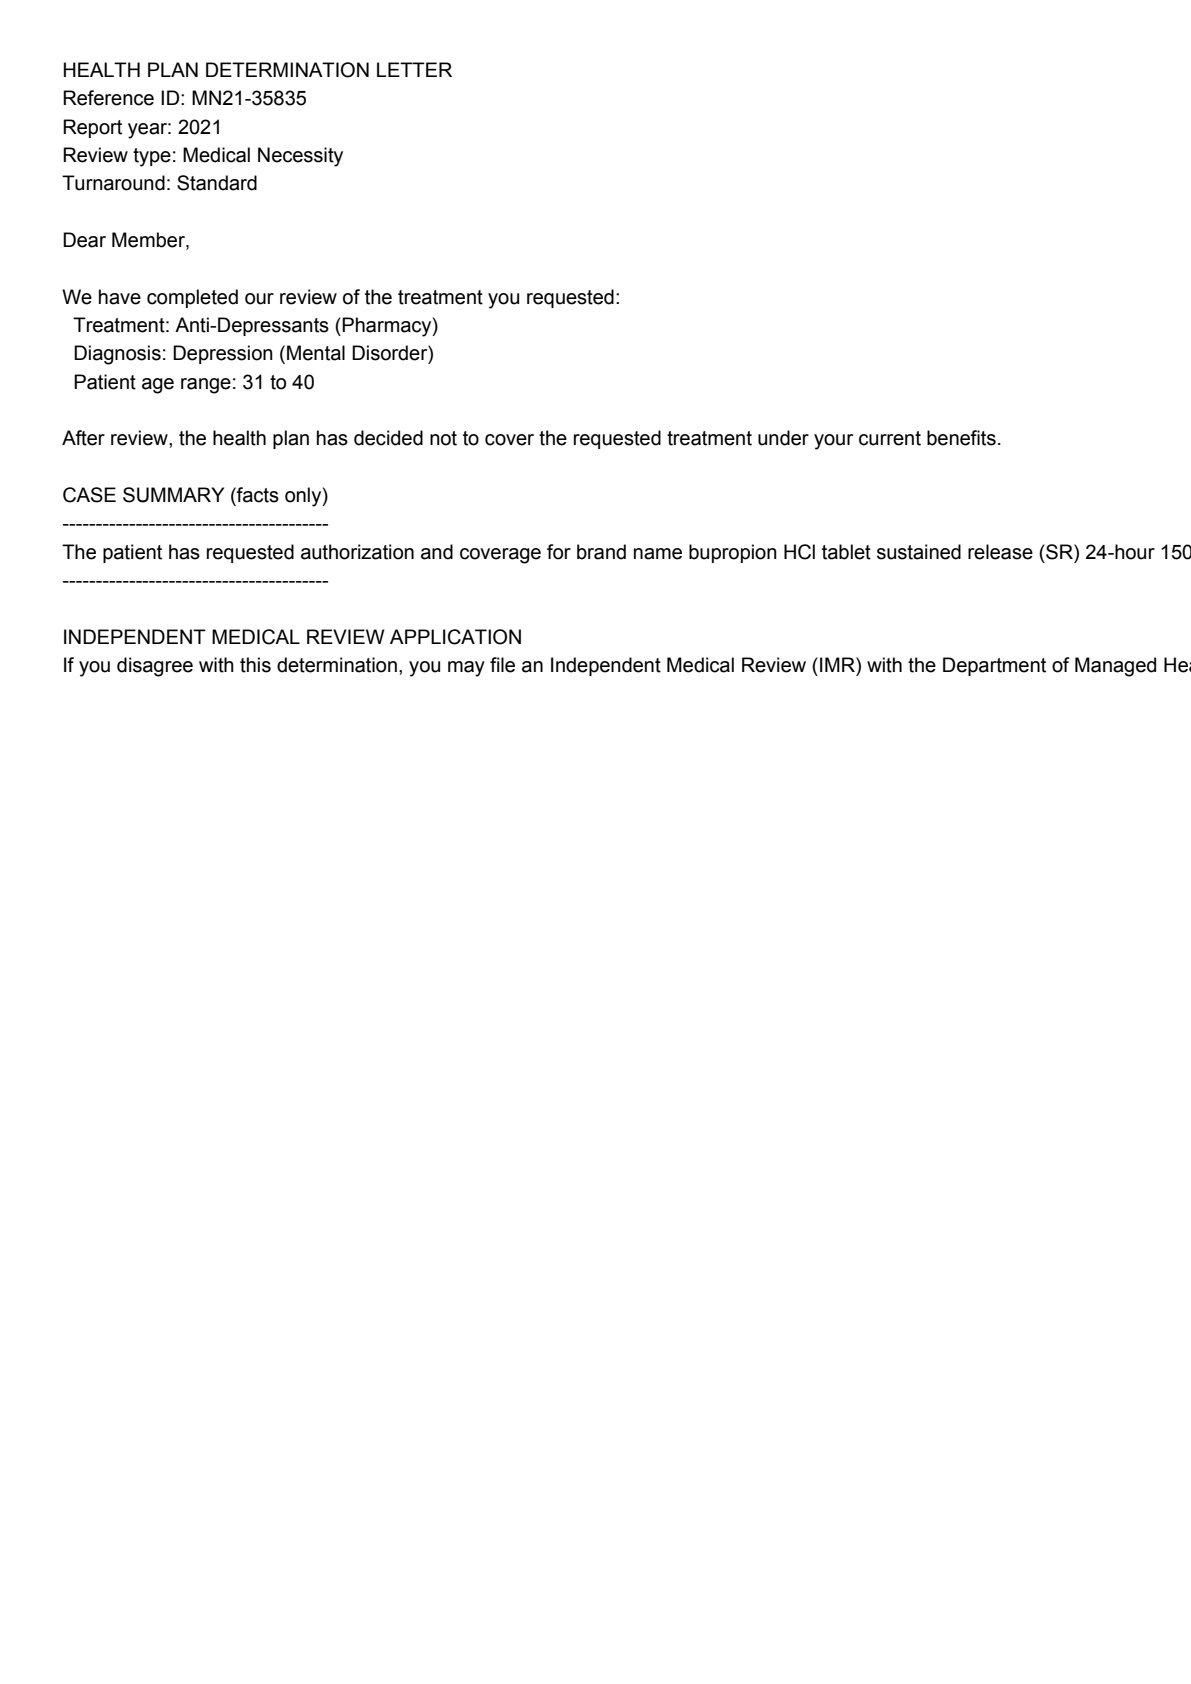 HEALTH PLAN DETERMINATION LETTER
Reference ID: MN21-35835
Report year: 2021
Review type: Medical Necessity
Turnaround: Standard
Dear Member,
We have completed our review of the treatment you requested:
Treatment: Anti-Depressants (Pharmacy)
Diagnosis: Depression (Mental Disorder)
Patient age range: 31 to 40
After review, the health plan has decided not to cover the requested treatment under your current benefits.
CASE SUMMARY (facts only)
----------------------------------------
The patient has requested authorization and coverage for brand name bupropion HCl tablet sustained release (SR) 24-hour 150
----------------------------------------
INDEPENDENT MEDICAL REVIEW APPLICATION
If you disagree with this determination, you may file an Independent Medical Review (IMR) with the Department of Managed